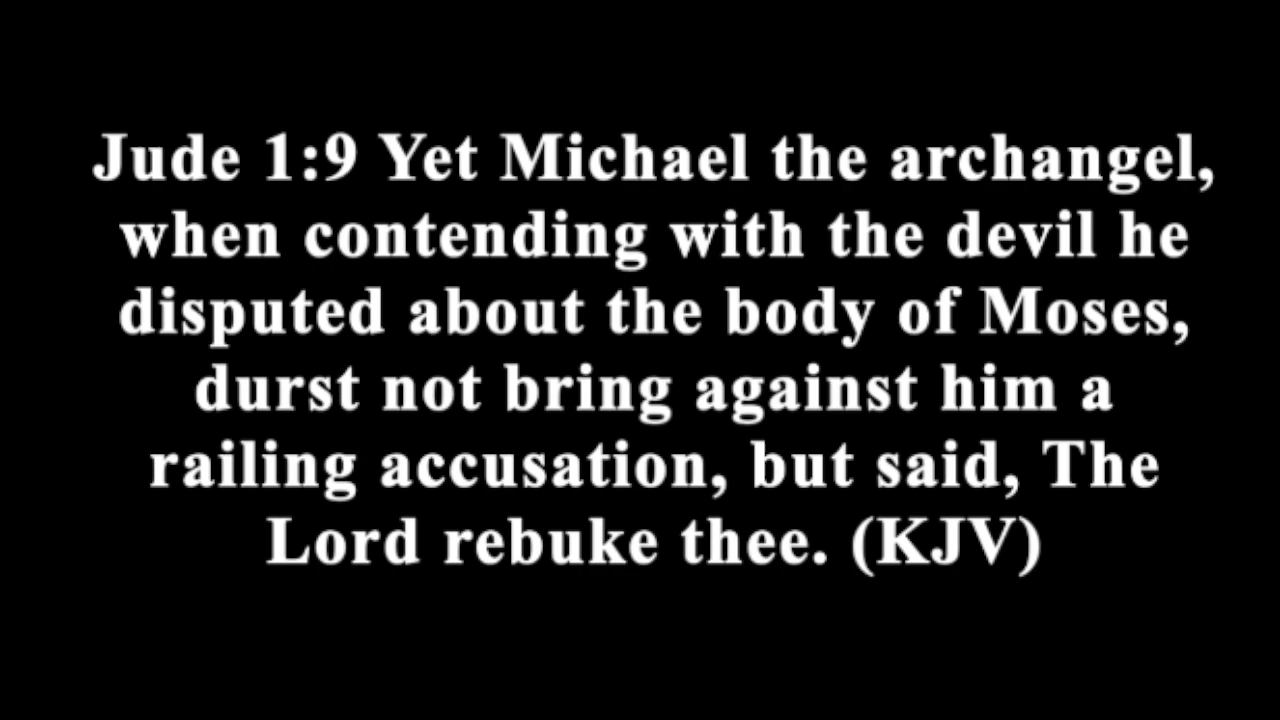 Jude 1:9 Yet Michael the archangel,
when contending with the devil he
disputed about the body of Moses,
durst not bring against him a
railing accusation, but said, The
Lord rebuke thee. (KJV)